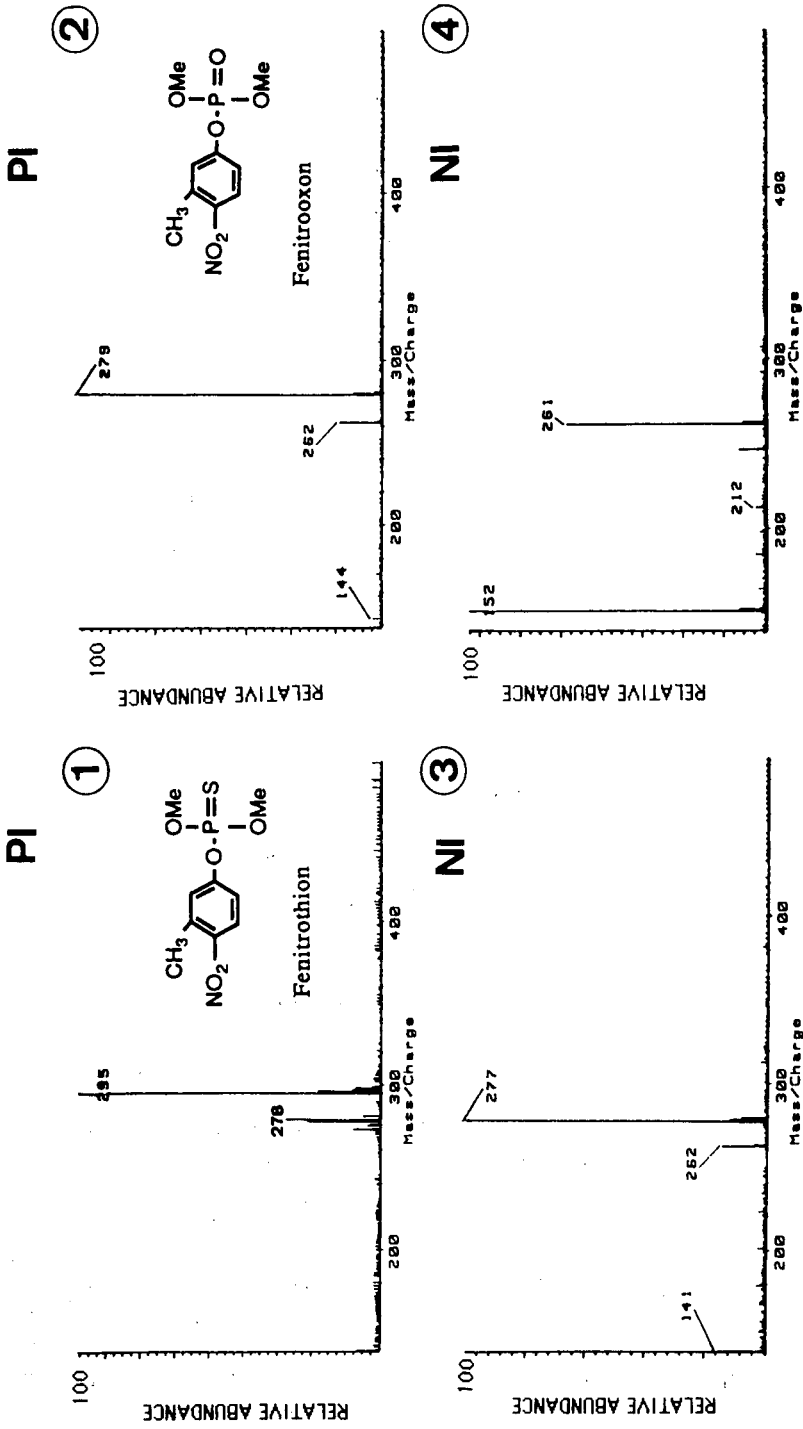 PI
1
100
RELATIVE ABUNDANCE
295
278
CH₃
NO₂
O-P=S
OMe
OMe
Fenitrothion
200
300
400
Mass/Charge
PI
2
100
RELATIVE ABUNDANCE
144
262
279
CH₃
NO₂
O-P=O
OMe
OMe
Fenitrooxon
200
300
400
Mass/Charge
NI
3
100
RELATIVE ABUNDANCE
141
262
277
200
300
400
Mass/Charge
NI
4
100
RELATIVE ABUNDANCE
152
212
261
200
300
400
Mass/Charge